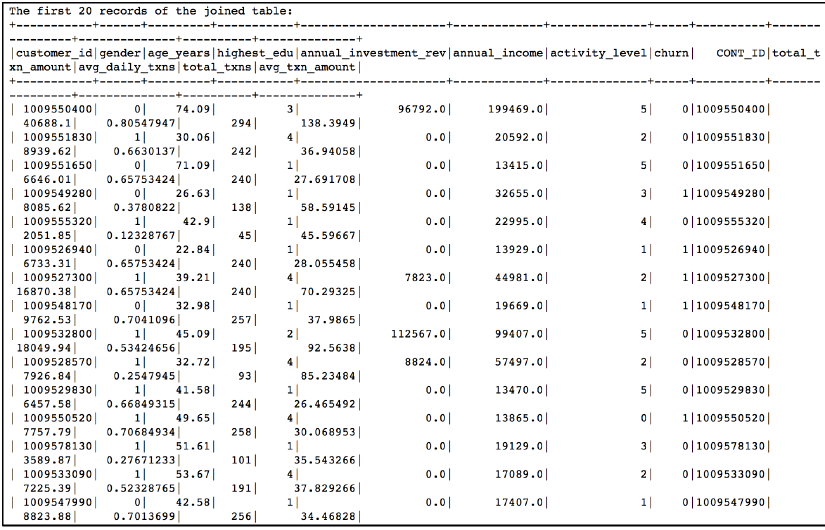 The first 20 records of the joined table:
+-----------+------+---------+-----------+---------------------+-------------+--------------+-----+----------+-------
---------+--------------+----------+--------------+
|customer_id|gender|age_years|highest_edu|annual_investment_rev|annual_income|activity_level|churn|   CONT_ID|total_t
xn_amount|avg_daily_txns|total_txns|avg_txn_amount|
+-----------+------+---------+-----------+---------------------+-------------+--------------+-----+----------+-------
---------+--------------+----------+--------------+
| 1009550400|     0|    74.09|          3|              96792.0|     199469.0|             5|    0|1009550400|
 40688.1|    0.80547947|       294|      138.3949|
| 1009551830|     1|    30.06|          4|                  0.0|      20592.0|             2|    0|1009551830|
 8939.62|     0.6630137|       242|      36.94058|
| 1009551650|     0|    71.09|          1|                  0.0|      13415.0|             5|    0|1009551650|
 6646.01|    0.65753424|       240|     27.691708|
| 1009549280|     0|    26.63|          1|                  0.0|      32655.0|             3|    1|1009549280|
 8085.62|     0.3780822|       138|      58.59145|
| 1009555320|     1|     42.9|          1|                  0.0|      22995.0|             4|    0|1009555320|
 2051.85|    0.12328767|        45|      45.59667|
| 1009526940|     0|    22.84|          1|                  0.0|      13929.0|             1|    1|1009526940|
 6733.31|    0.65753424|       240|     28.055458|
| 1009527300|     1|    39.21|          4|               7823.0|      44981.0|             2|    1|1009527300|
16870.38|    0.65753424|       240|      70.29325|
| 1009548170|     0|    32.98|          1|                  0.0|      19669.0|             1|    1|1009548170|
 9762.53|     0.7041096|       257|       37.9865|
| 1009532800|     1|    45.09|          2|             112567.0|      99407.0|             5|    0|1009532800|
18049.94|    0.53424656|       195|       92.5638|
| 1009528570|     1|    32.72|          4|               8824.0|      57497.0|             2|    0|1009528570|
 7926.84|     0.2547945|        93|      85.23484|
| 1009529830|     1|    41.58|          1|                  0.0|      13470.0|             5|    0|1009529830|
 6457.58|    0.66849315|       244|     26.465492|
| 1009550520|     1|    49.65|          4|                  0.0|      13865.0|             0|    1|1009550520|
 7757.79|    0.70684934|       258|     30.068953|
| 1009578130|     1|    51.61|          1|                  0.0|      19129.0|             3|    0|1009578130|
 3589.87|    0.27671233|       101|     35.543266|
| 1009533090|     1|    53.67|          4|                  0.0|      17089.0|             2|    0|1009533090|
 7225.39|    0.52328765|       191|     37.829266|
| 1009547990|     0|    42.58|          1|                  0.0|      17407.0|             1|    0|1009547990|
 8823.88|     0.7013699|       256|      34.46828|